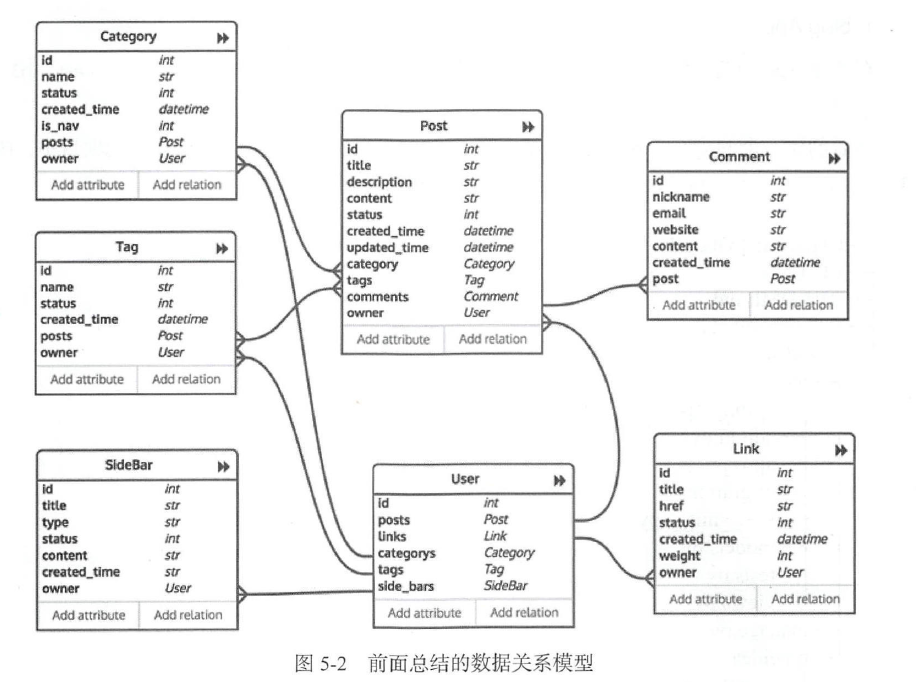 Category
id int
name str
status int
created_time datetime
is_nav int
posts Post
owner User
Add attribute Add relation
Tag
id int
name str
status int
created_time datetime
posts Post
owner User
Add attribute Add relation
SideBar
id int
title str
type str
status int
content str
created_time str
owner User
Add attribute Add relation
Post
id int
title str
description str
content str
status int
created_time datetime
updated_time datetime
category Category
tags Tag
comments Comment
owner User
Add attribute Add relation
User
id int
posts Post
links Link
categorys Category
tags Tag
side_bars SideBar
Add attribute Add relation
Comment
id int
nickname str
email str
website str
content str
created_time datetime
post Post
Add attribute Add relation
Link
id int
title str
href str
status int
created_time datetime
weight int
owner User
Add attribute Add relation
图 5-2 前面总结的数据关系模型